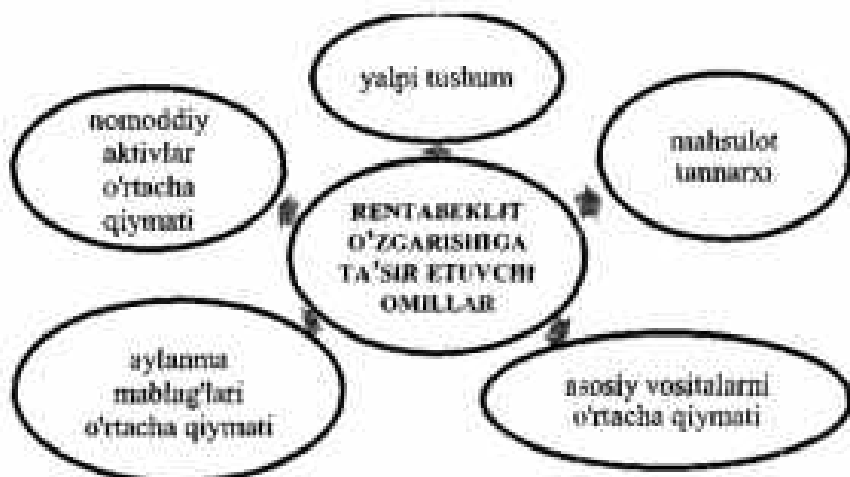 yalpi tushum
nomoddiy
aktivlar
o'rtacha
qiymati
mahsulot
tannarxi
RENTABEKLIT
O'ZGARISHIGA
TA'SIR ETUVCHI
OMILLAR
aylanma
mablag'lari
o'rtacha qiymati
asosiy vositalarni
o'rtacha qiymati